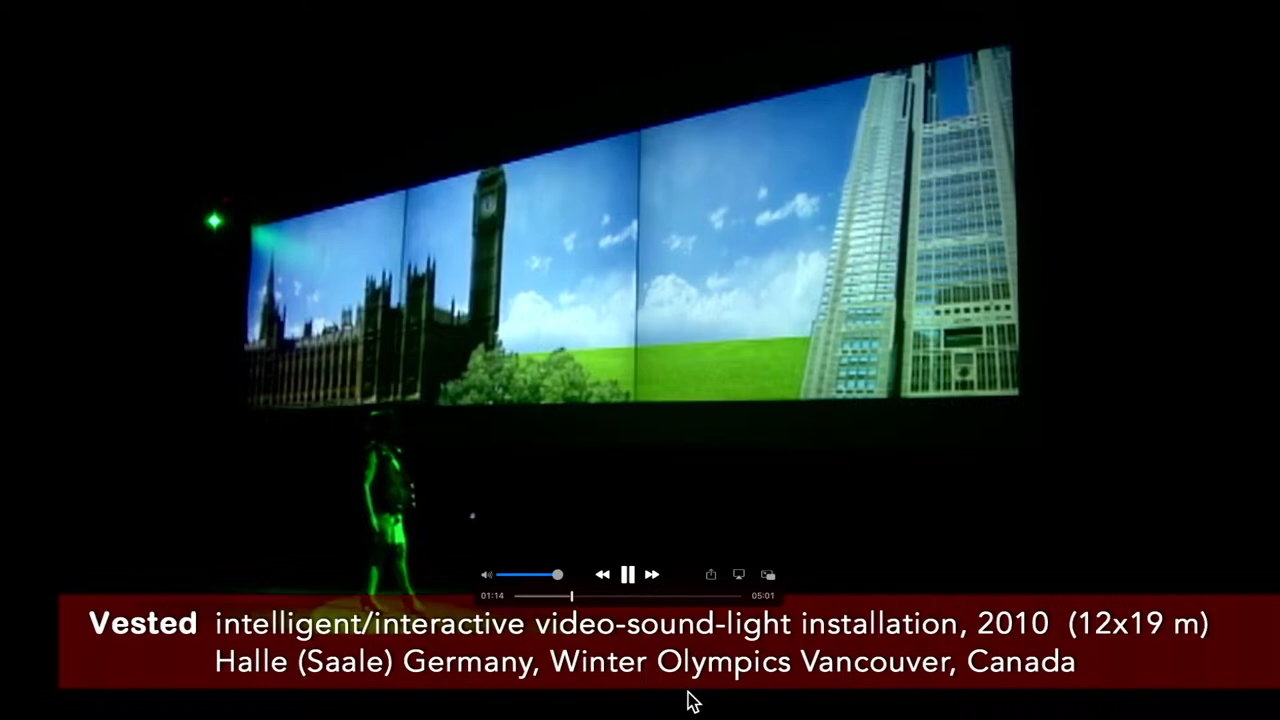 01:14 05:01
Vested intelligent/interactive video-sound-light installation, 2010 (12x19 m)
Halle (Saale) Germany, Winter Olympics Vancouver, Canada